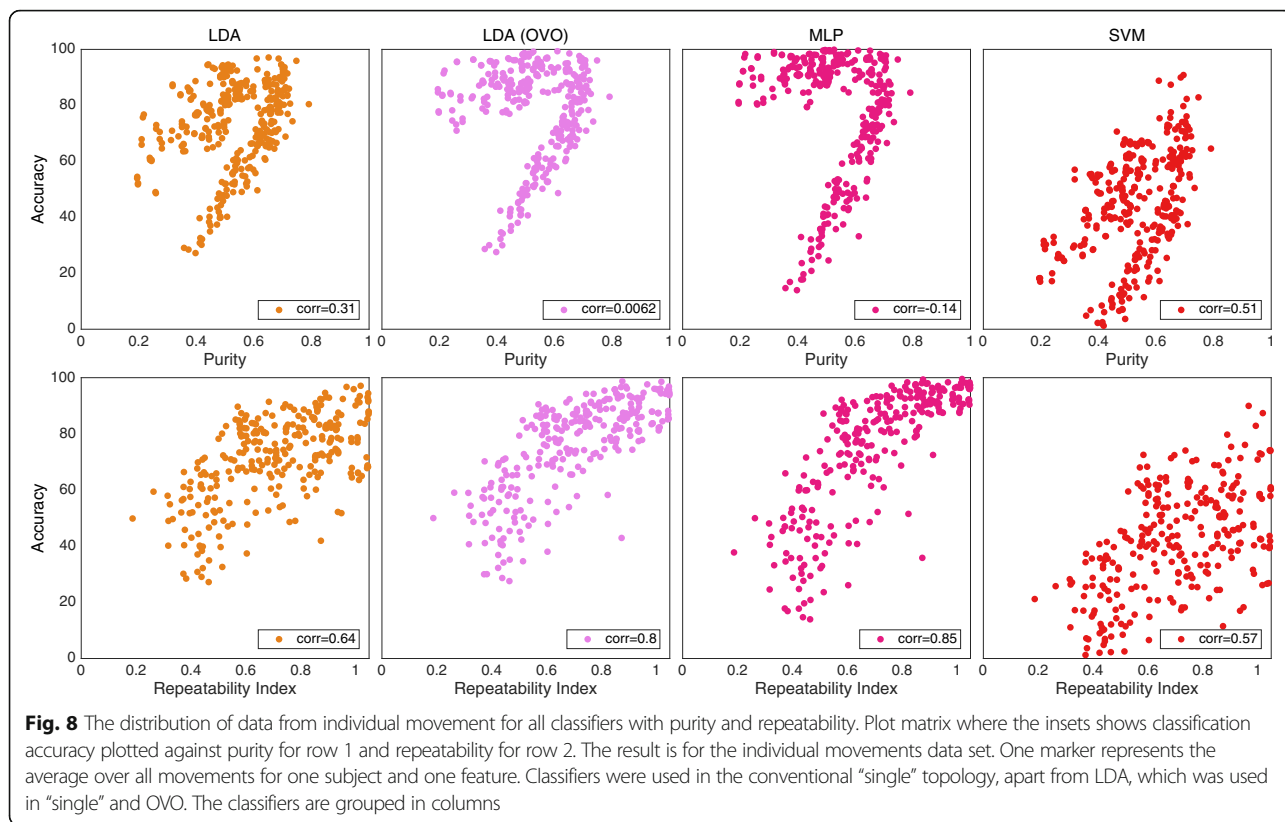 LDA LDA (OVO) MLP SVM
100
80
60
40
20
0
Accuracy
corr=0.31 corr=0.0062 corr=-0.14 corr=0.51
0 0.2 0.4 0.6 0.8 0 0.2 0.4 0.6 0.8 0 0.2 0.4 0.6 0.8 0 0.2 0.4 0.6 0.8 1
Purity Purity Purity Purity
100
80
60
40
20
0
Accuracy
corr=0.64 corr=0.8 corr=0.85 corr=0.57
0 0.2 0.4 0.6 0.8 1 0.2 0.4 0.6 0.8 1 0.2 0.4 0.6 0.8 1 0.2 0.4 0.6 0.8 1
Repeatability Index Repeatability Index Repeatability Index Repeatability Index
Fig. 8 The distribution of data from individual movement for all classifiers with purity and repeatability. Plot matrix where the insets shows classification
accuracy plotted against purity for row 1 and repeatability for row 2. The result is for the individual movements data set. One marker represents the
average over all movements for one subject and one feature. Classifiers were used in the conventional “single” topology, apart from LDA, which was used
in “single” and OVO. The classifiers are grouped in columns